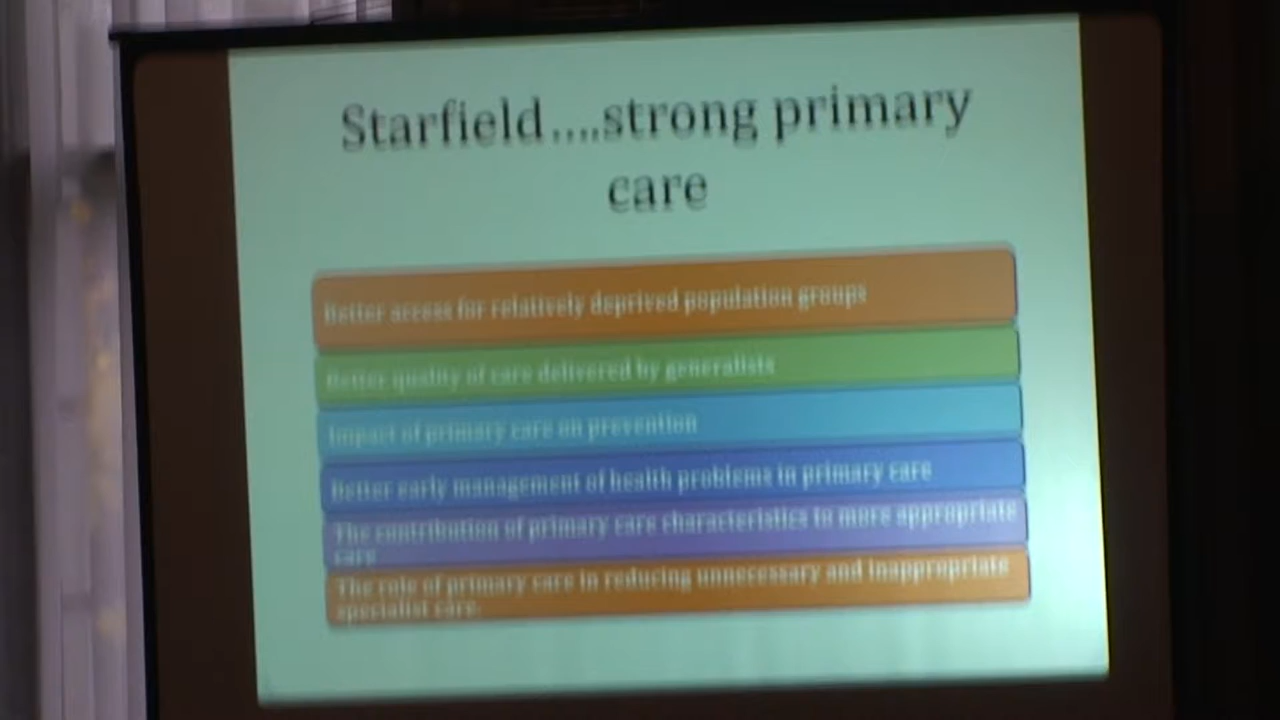 Starfield....strong primary
care
Better access for relatively deprived population groups
Better quality of care delivered by generalists
Impact of primary care on prevention
Better early management of health problems in primary care
The contribution of primary care characteristics to more appropriate
care
The role of primary care in reducing unnecessary and inappropriate
specialist care.